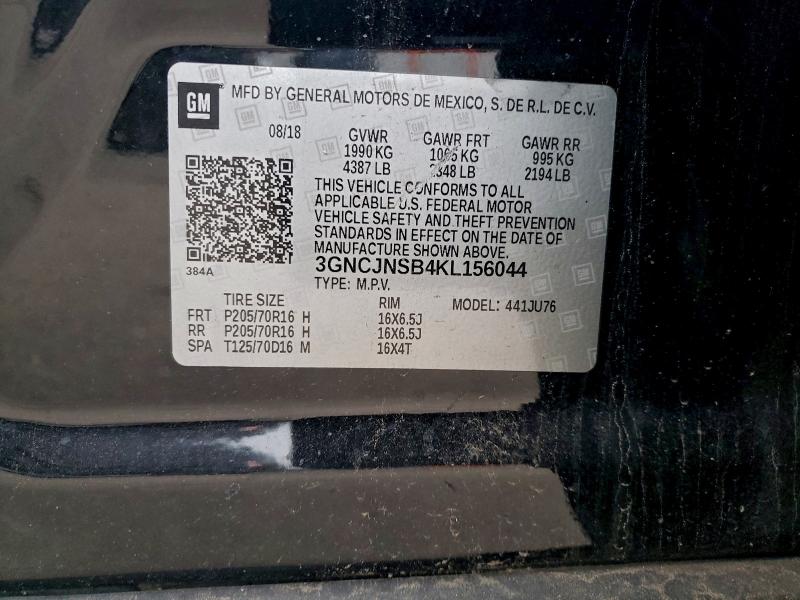 GM MFD BY GENERAL MOTORS DE MEXICO, S. DE R.L. DE C.V.
08/18 GVWR GAWR FRT GAWR RR
1990 KG KG 995 KG
4387 LB LB 2194 LB
THIS VEHICLE CONFORMS TO ALL
APPLICABLE U.S. FEDERAL MOTOR
VEHICLE SAFETY AND THEFT PREVENTION
STANDARDS IN EFFECT ON THE DATE OF
MANUFACTURE SHOWN ABOVE.
384A
3GNCJNSB4KL156044
TYPE: M.P.V.
TIRE SIZE RIM MODEL: 441JU76
FRT P205/70R16 H 16X6.5J
RR P205/70R16 H 16X6.5J
SPA T125/70D16 M 16X4T